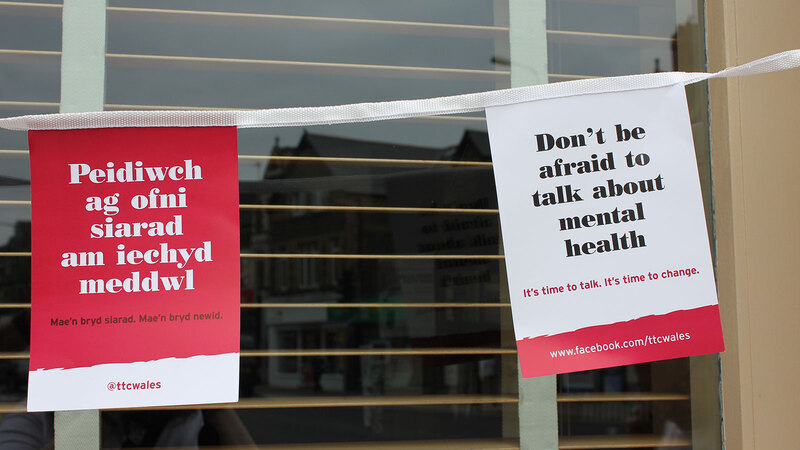 Peidiwch
ag ofni
siarad
am iechyd
meddwl
Mae'n bryd siarad. Mae'n bryd newid.
@ttcwales
Don't be
afraid to
talk about
mental
health
It's time to talk. It's time to change.
www.facebook.com/ttcwales